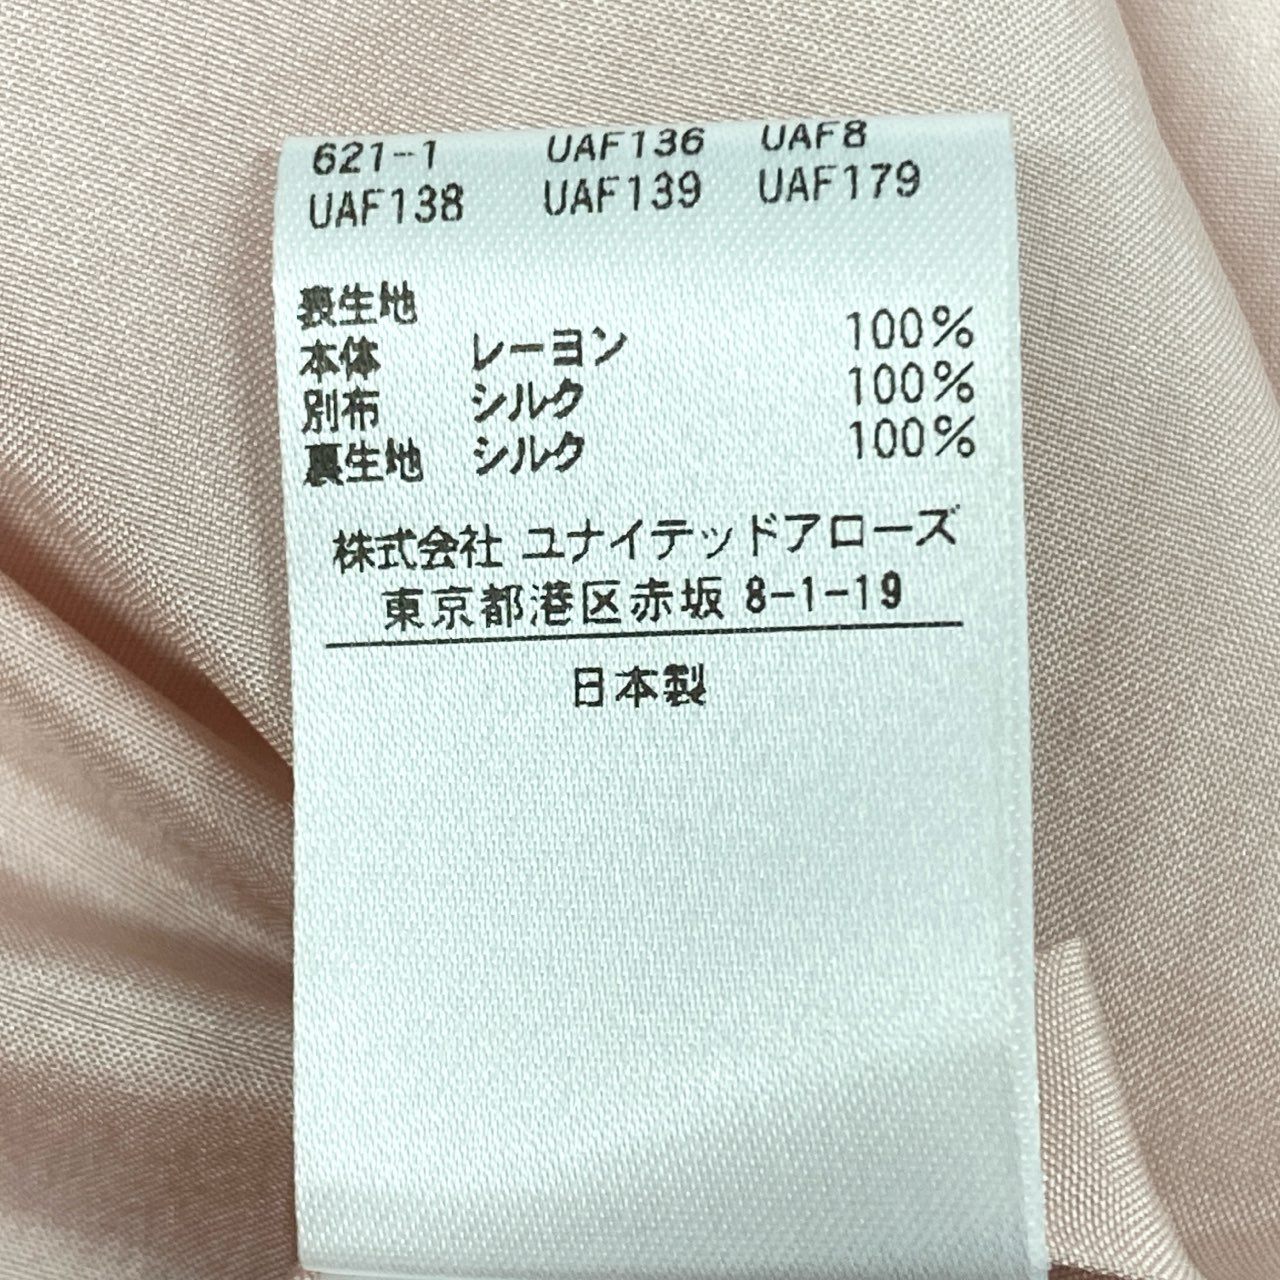 621-1 UAF136 UAF8
UAF138 UAF139 UAF179
表生地
本体 レーヨン 100%
別布 シルク 100%
裏生地 シルク 100%
株式会社 ユナイテッドアローズ
東京都港区赤坂 8-1-19
日本製